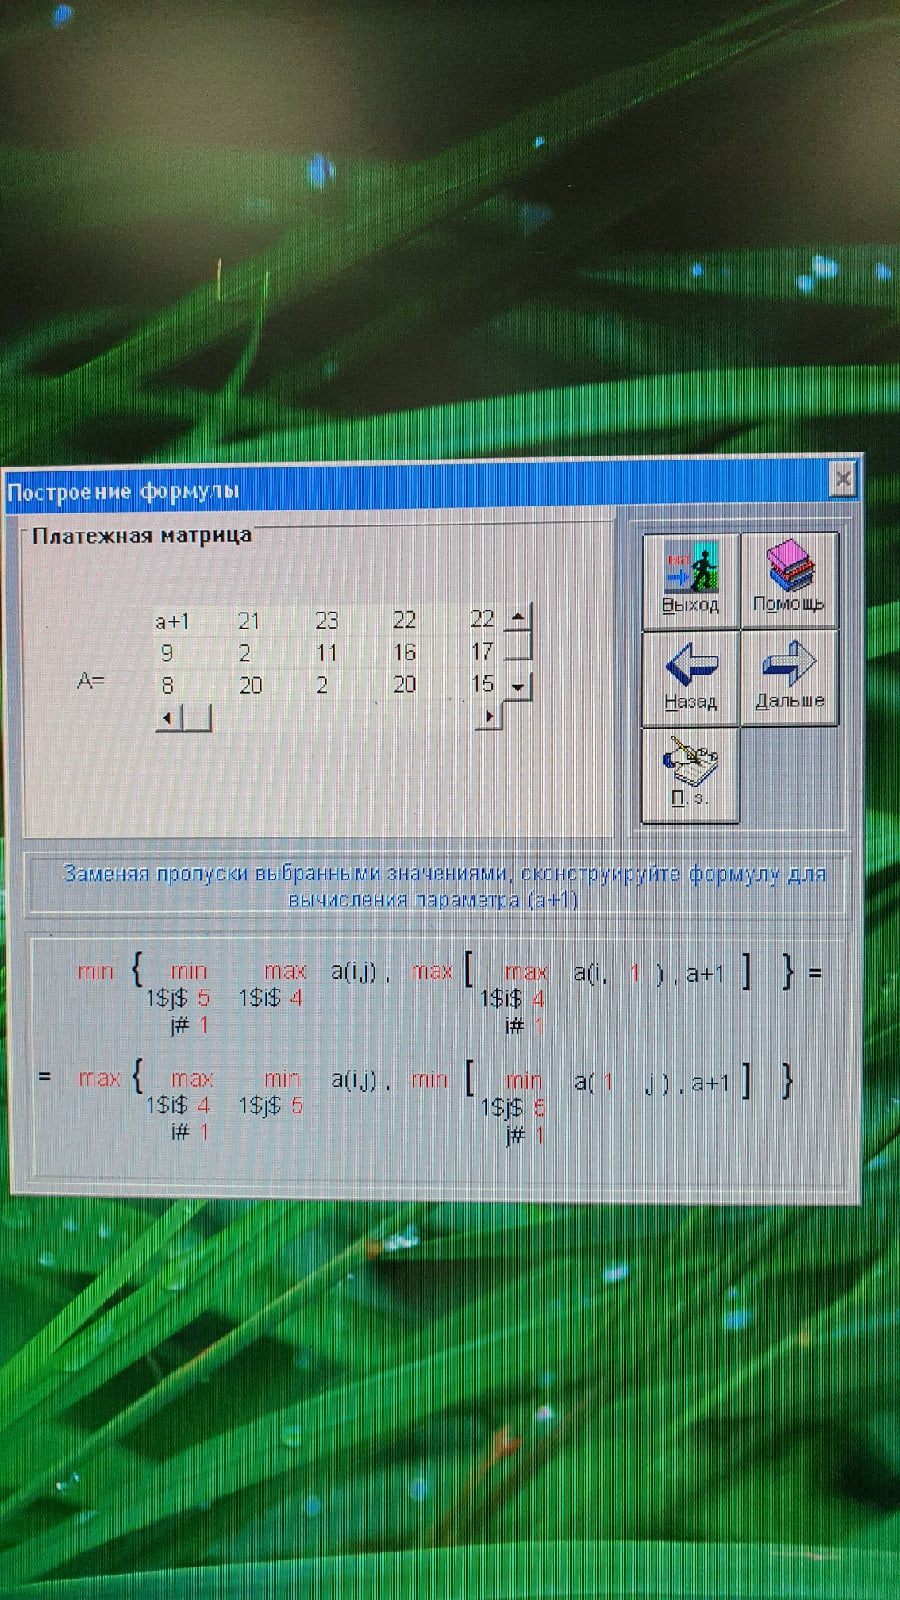 Построение формулы
Платежная матрица
a+1 21 23 22 22
9 2 11 16 17
A=
8 20 2 20 15
Выход
Помощь
Назад
Дальше
П. з.
Заменяя пропуски выбранными значениями, сконструируйте формулу для
вычисления параметра (a+1)
min { min max a(i,j) , max [ max a(i, 1 ) , a+1 ] } =
1$j$ 5 1$i$ 4 1$i$ 4
j# 1 i# 1
= max { max min a(i,j) , min [ min a( 1 j ) , a+1 ] }
1$i$ 4 1$j$ 5 1$j$
i# 1 j# 1